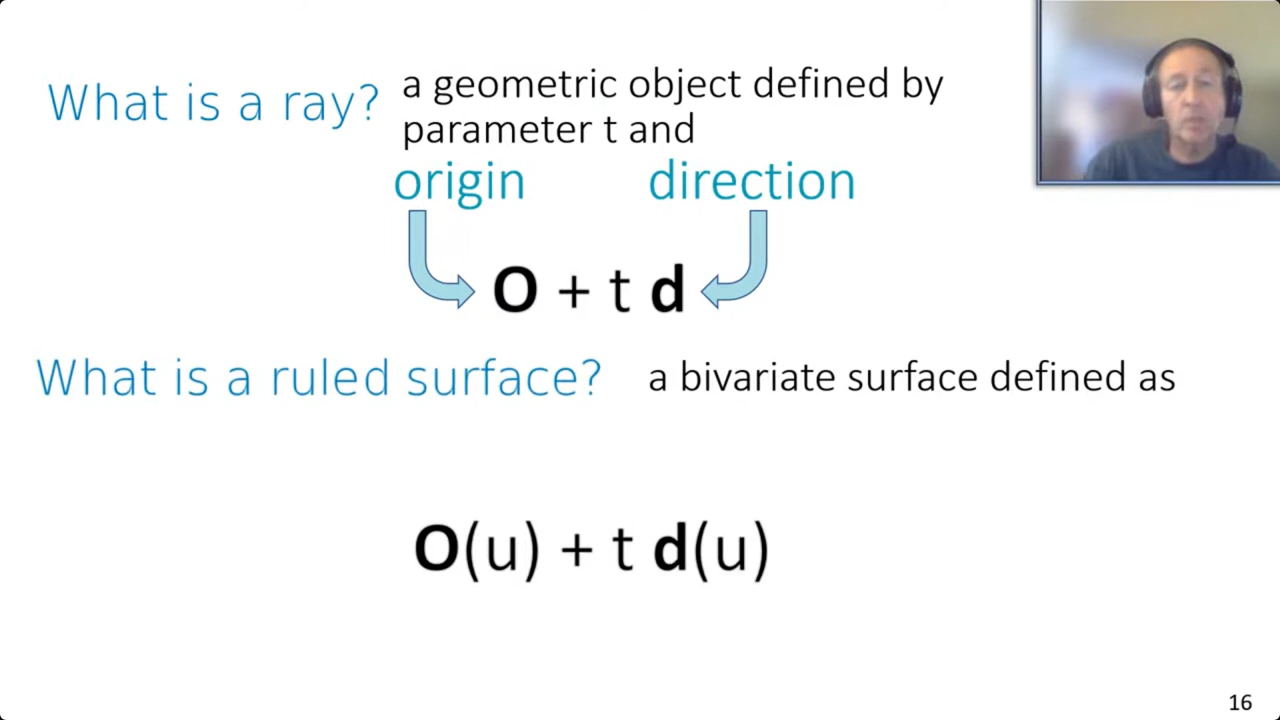 What is a ray?
a geometric object defined by
parameter t and
origin direction
O + t d
What is a ruled surface? a bivariate surface defined as
O(u) + t d(u)
16